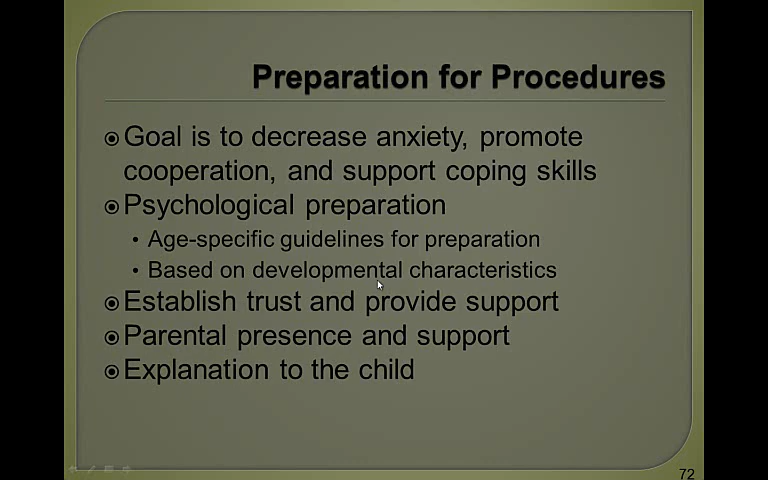 Preparation for Procedures
Goal is to decrease anxiety, promote
cooperation, and support coping skills
Psychological preparation
• Age-specific guidelines for preparation
• Based on developmental characteristics
Establish trust and provide support
Parental presence and support
Explanation to the child
72